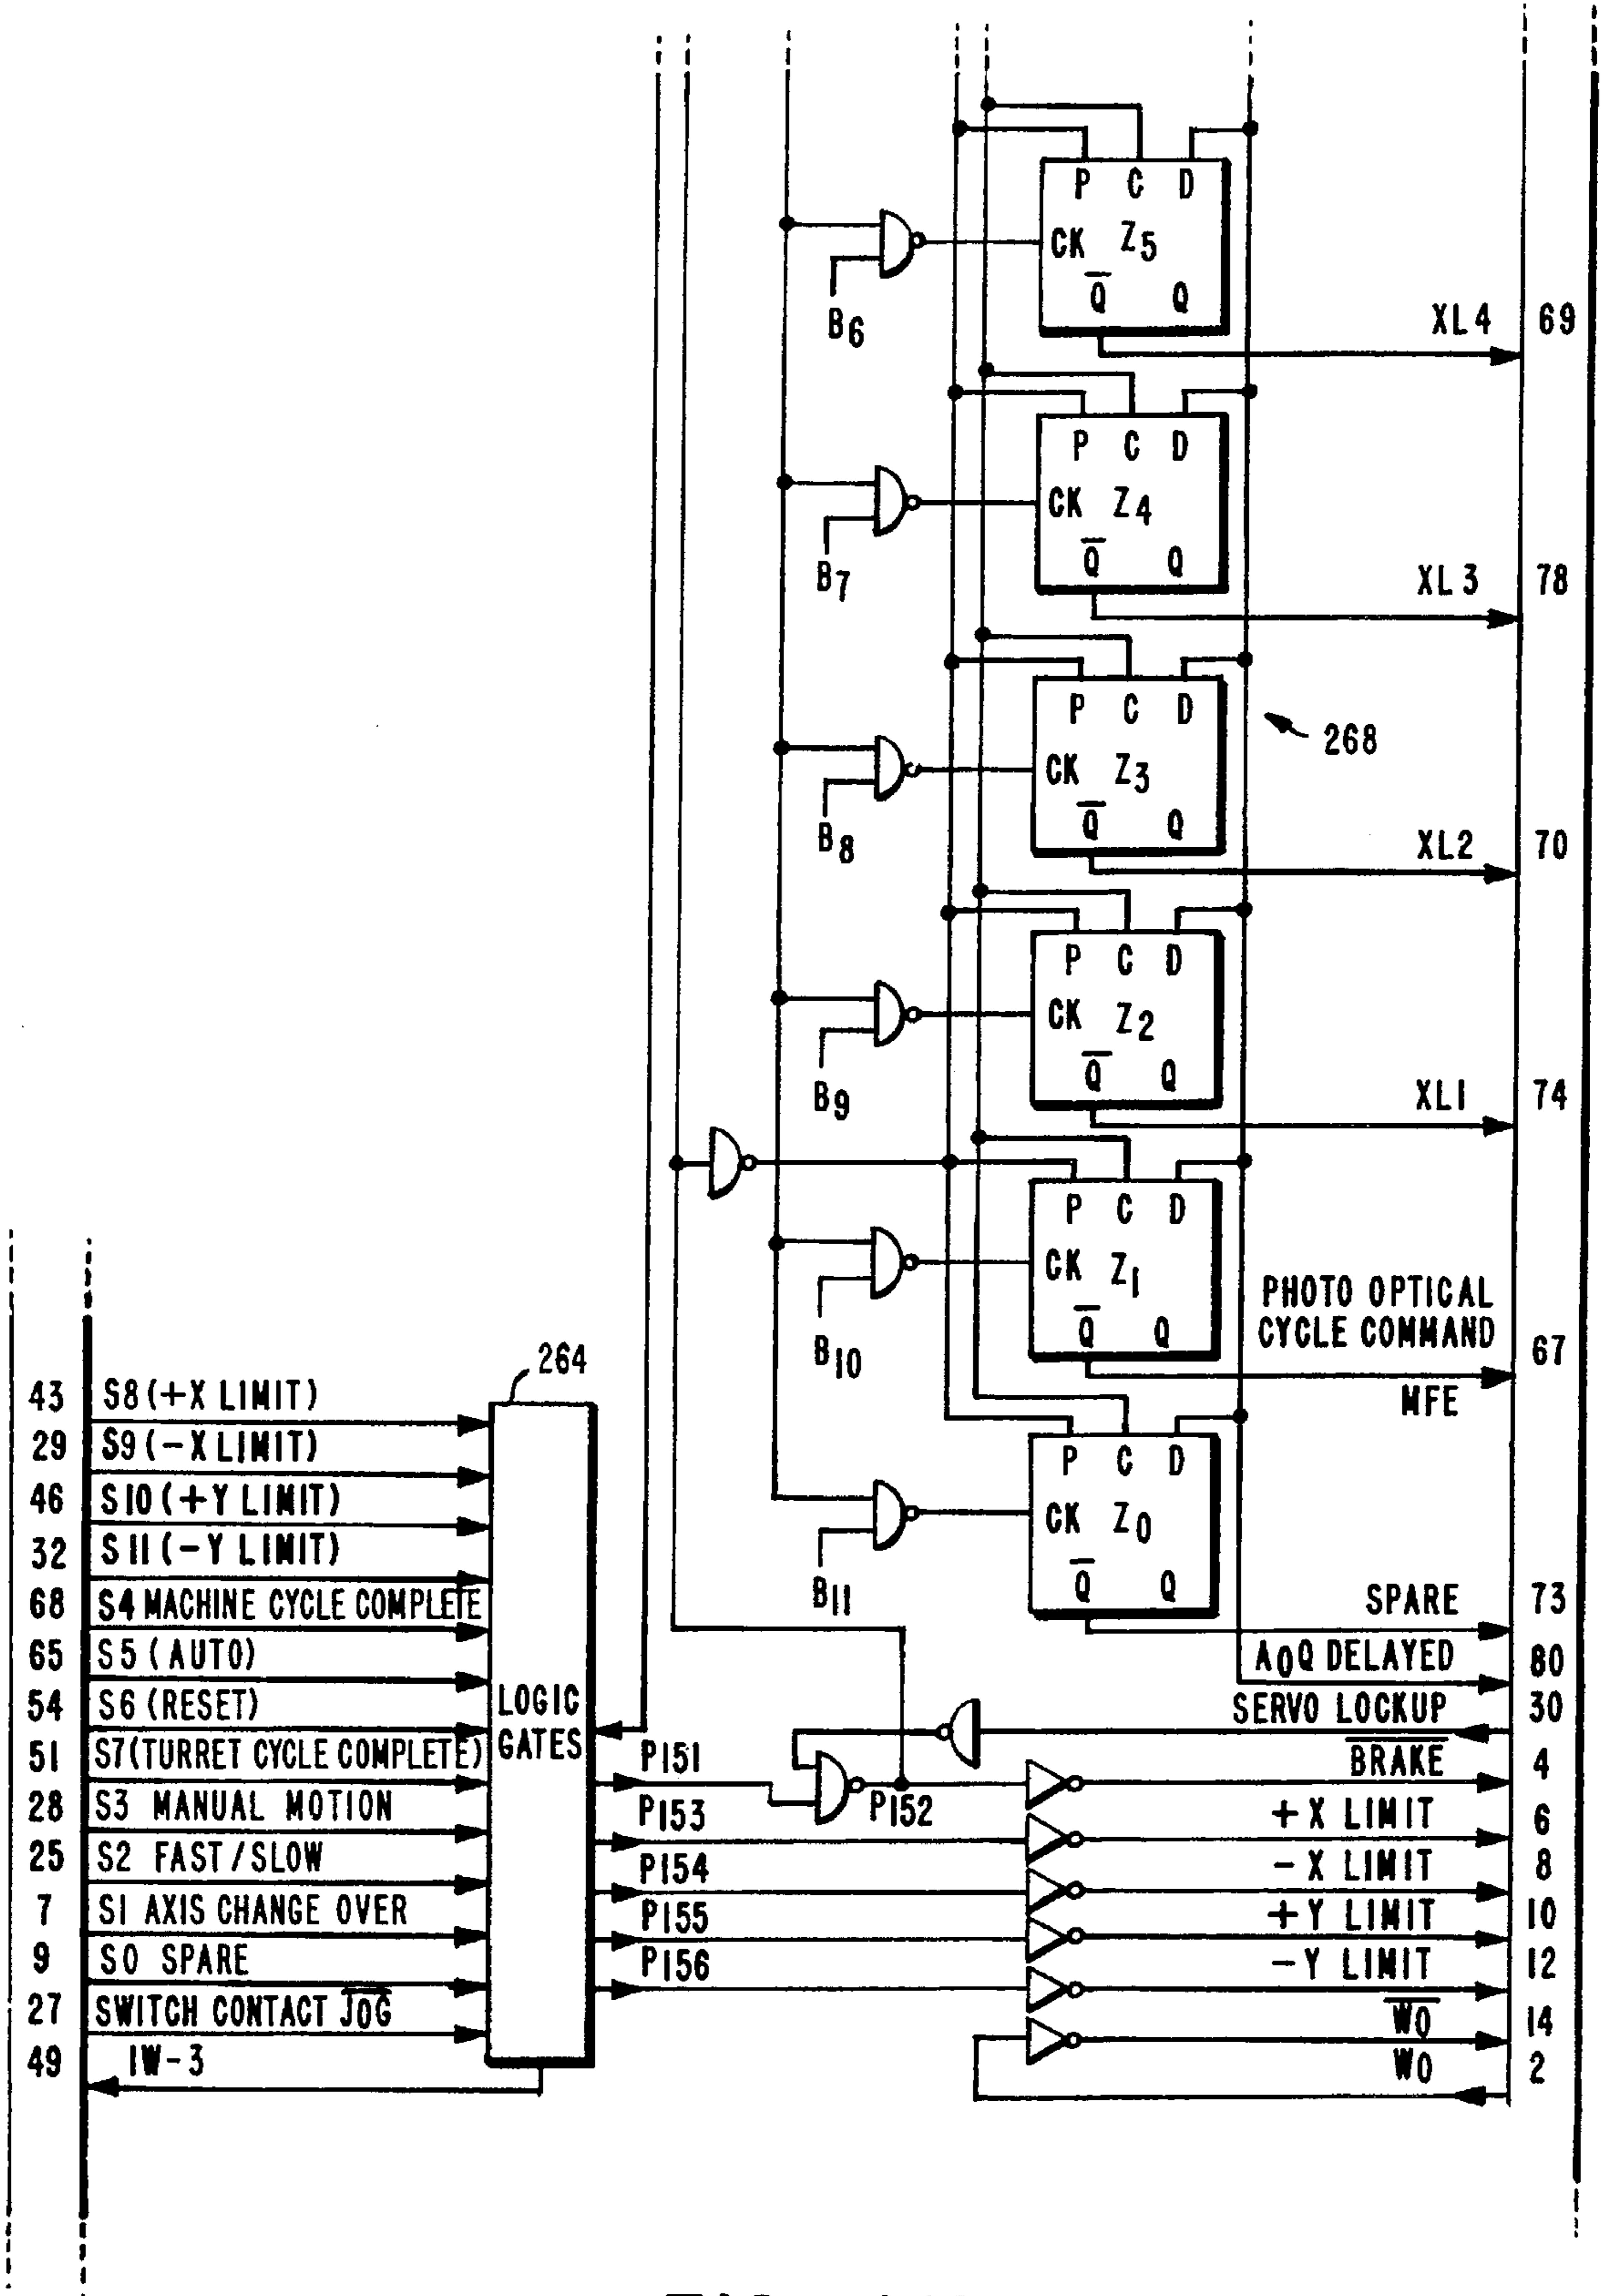 P C D
CK Z5
Q̅ Q
B6
XL4 69
P C D
CK Z4
Q̅ Q
B7
XL3 78
P C D
CK Z3
Q̅ Q
268
B8
XL2 70
P C D
CK Z2
Q̅ Q
B9
XL1 74
P C D
CK Z1
Q̅ Q
B10
PHOTO OPTICAL
CYCLE COMMAND
67
MFE
P C D
CK Z0
Q̅ Q
B11
SPARE 73
A0Q DELAYED 80
SERVO LOCKUP 30
B̅R̅A̅K̅E̅ 4
+X LIMIT 6
-X LIMIT 8
+Y LIMIT 10
-Y LIMIT 12
W̅0̅ 14
W0 2
264
43 S8 (+X LIMIT)
29 S9 (-X LIMIT)
46 S10 (+Y LIMIT)
32 S11 (-Y LIMIT)
68 S4 MACHINE CYCLE COMPLETE
65 S5 (AUTO)
54 S6 (RESET)
51 S7 (TURRET CYCLE COMPLETE)
28 S3 MANUAL MOTION
25 S2 FAST/SLOW
7 S1 AXIS CHANGE OVER
9 S0 SPARE
27 SWITCH CONTACT J̅O̅G̅
49 IW-3
LOGIC
GATES
P151
P152
P153
P154
P155
P156